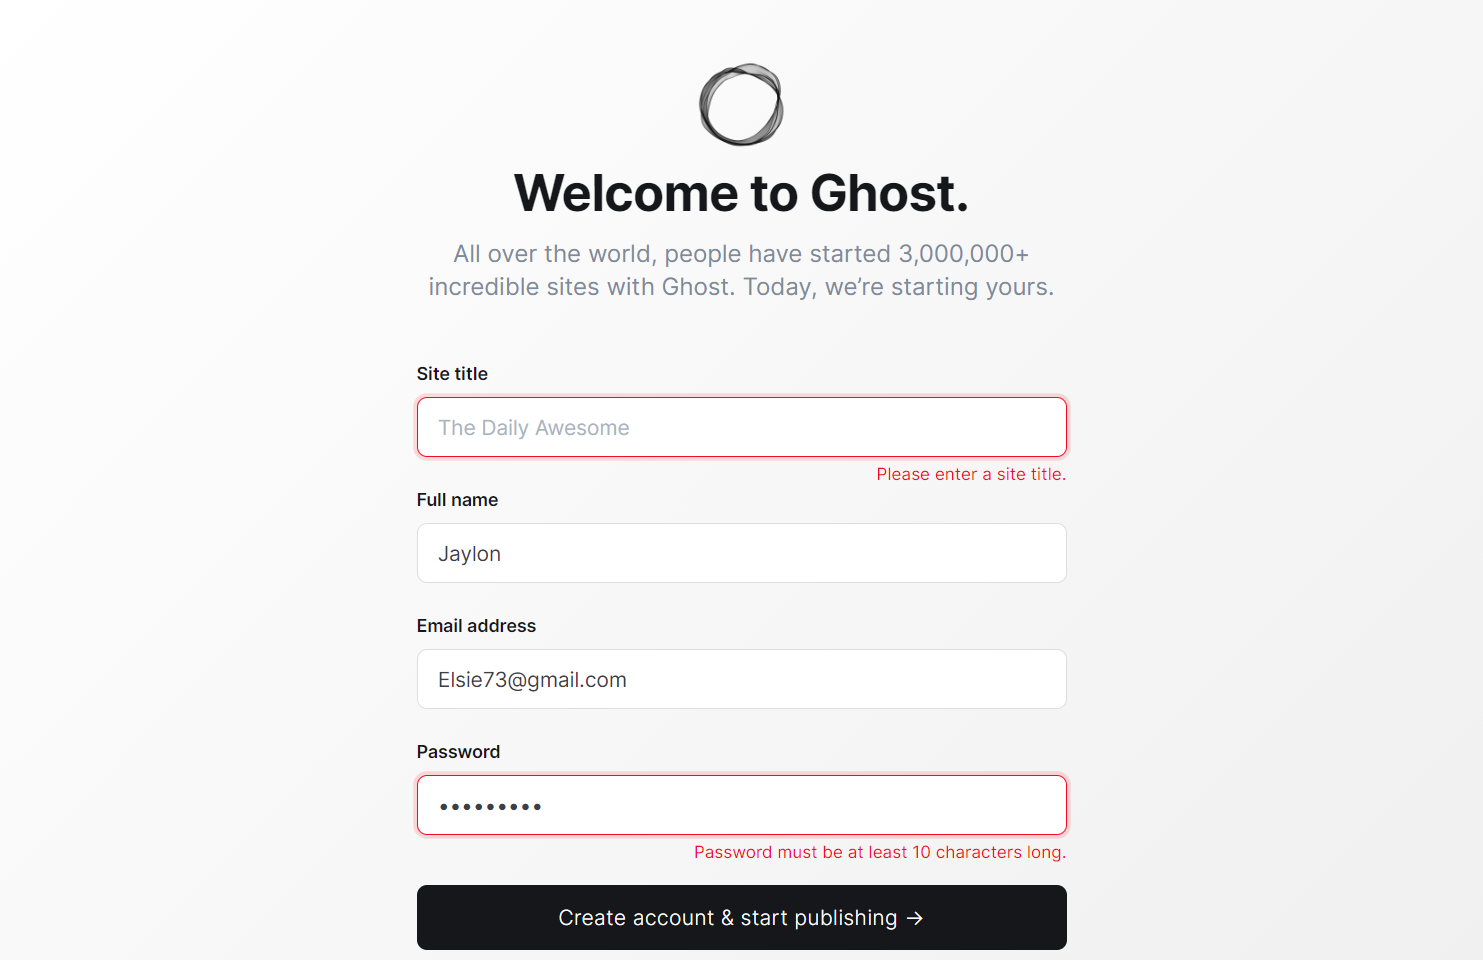 Welcome to Ghost.
All over the world, people have started 3,000,000+
incredible sites with Ghost. Today, we’re starting yours.
Site title
The Daily Awesome
Please enter a site title.
Full name
Jaylon
Email address
Elsie73@gmail.com
Password
•••••••••
Password must be at least 10 characters long.
Create account & start publishing →